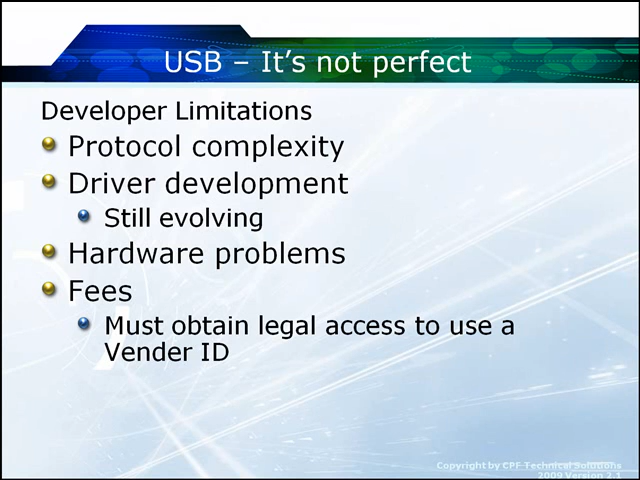 USB – It's not perfect
Developer Limitations
Protocol complexity
Driver development
Still evolving
Hardware problems
Fees
Must obtain legal access to use a
Vender ID
Copyright by CPF Technical Solutions
2009 Version 2.1